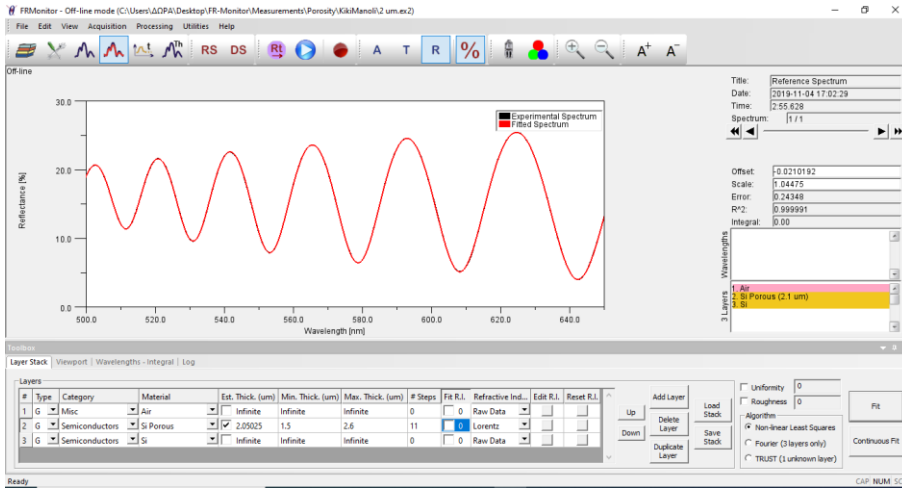 FRMonitor - Off-line mode (C:\Users\ΔΩΡΑ\Desktop\FR-Monitor\Measurements\Porosity\KikiManoli\2 um.ex2)
File Edit View Acquisition Processing Utilities Help
t Th RS DS Rt A T R % A+ A-
Off-line
Title: Reference Spectrum
Date: 2019-11-04 17:02:29
Time: 2:55.628
Spectrum: 1 / 1
Offset: -0.0210192
Scale: 1.04475
Error: 0.24348
R^2: 0.999991
Integral: 0.00
Wavelengths
3 Layers
1. Air
2. Si Porous (2.1 um)
3. Si
Experimental Spectrum
Fitted Spectrum
Reflectance [%]
30.0
20.0
10.0
0.0
500.0 520.0 540.0 560.0 580.0 600.0 620.0 640.0
Wavelength [nm]
Toolbox
Layer Stack Viewport Wavelengths - Integral Log
Layers
# Type Category Material Est. Thick. (um) Min. Thick. (um) Max. Thick. (um) # Steps Fit R.I. Refractive Ind... Edit R.I. Reset R.I.
1 G Misc Air Infinite Infinite Infinite 0 0 Raw Data
2 G Semiconductors Si Porous 2.05025 1.5 2.6 11 0 Lorentz
3 G Semiconductors Si Infinite Infinite Infinite 0 0 Raw Data
Up
Down
Add Layer
Delete Layer
Duplicate Layer
Load Stack
Save Stack
Uniformity 0
Roughness 0
Algorithm
Non-linear Least Squares
Fourier (3 layers only)
TRUST (1 unknown layer)
Fit
Continuous Fit
Ready
CAP NUM SC